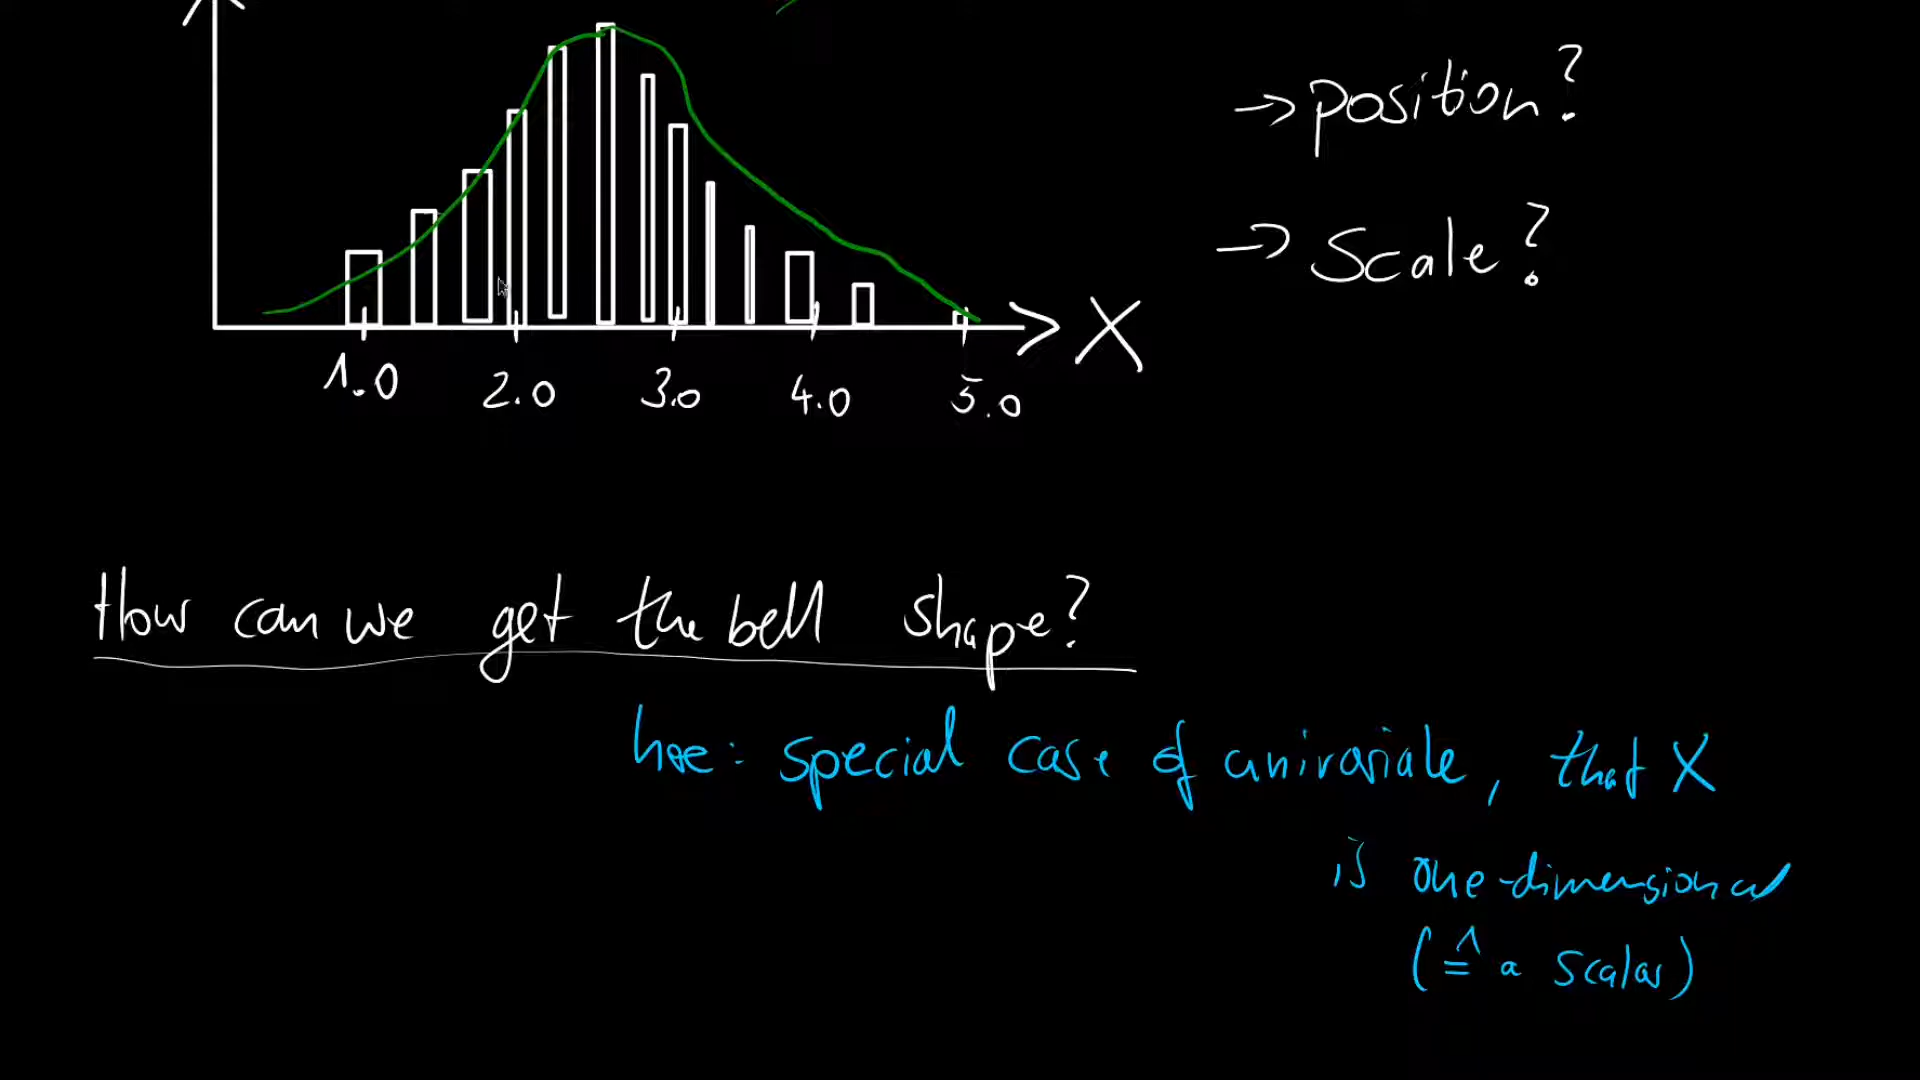 → position?
→ Scale?
X
1.0 2.0 3.0 4.0 5.0
How can we get the bell shape?
here: special case of univariate, that X
is one-dimensional
(≙ a scalar)